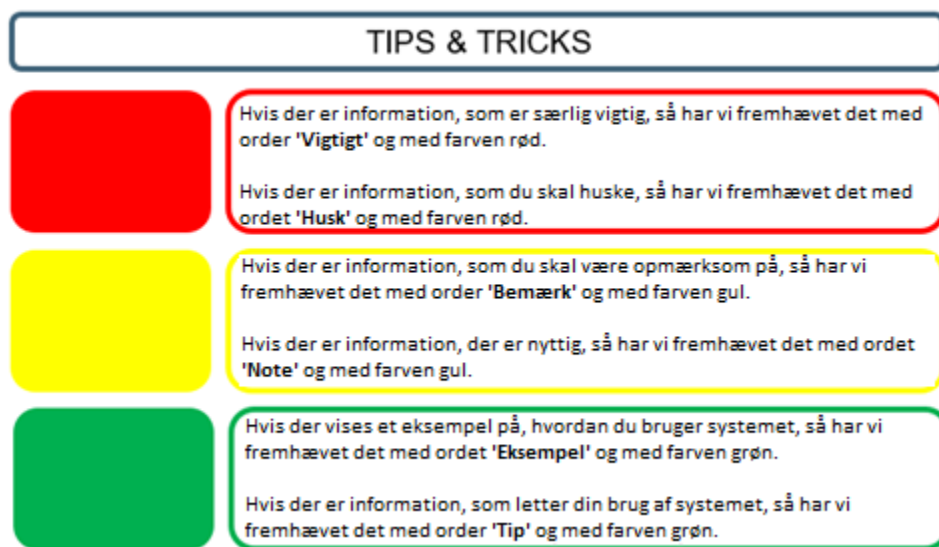 TIPS & TRICKS
Hvis der er information, som er særlig vigtig, så har vi fremhævet det med
order 'Vigtigt' og med farven rød.
Hvis der er information, som du skal huske, så har vi fremhævet det med
ordet 'Husk' og med farven rød.
Hvis der er information, som du skal være opmærksom på, så har vi
fremhævet det med order 'Bemærk' og med farven gul.
Hvis der er information, der er nyttig, så har vi fremhævet det med ordet
'Note' og med farven gul.
Hvis der vises et eksempel på, hvordan du bruger systemet, så har vi
fremhævet det med ordet 'Eksempel' og med farven grøn.
Hvis der er information, som letter din brug af systemet, så har vi
fremhævet det med order 'Tip' og med farven grøn.